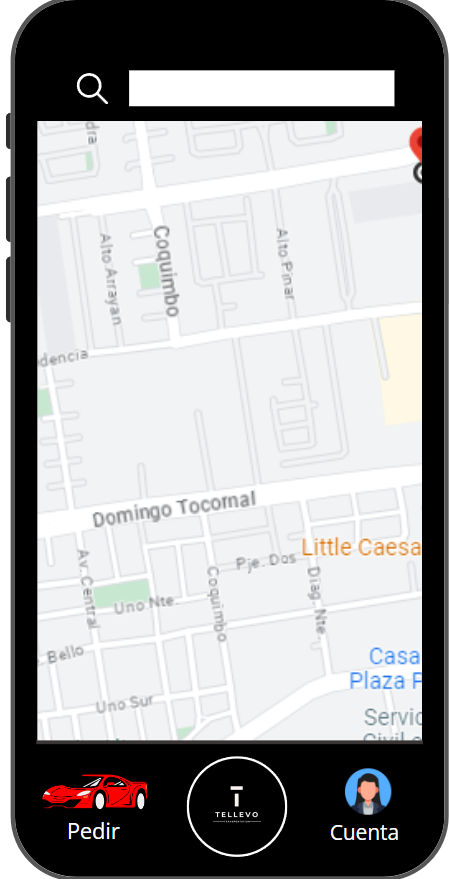 dra
Coquimbo
Alto Arrayan
Alto Pinar
dencia
Domingo Tocornal
Little Caesa
Pje. Dos
Av. Central
Coquimbo
Diag. Nte.
Uno Nte.
Bello
Casa
Plaza P
Uno Sur
Servic
Civil
T
TELLEVO
Pedir
Cuenta